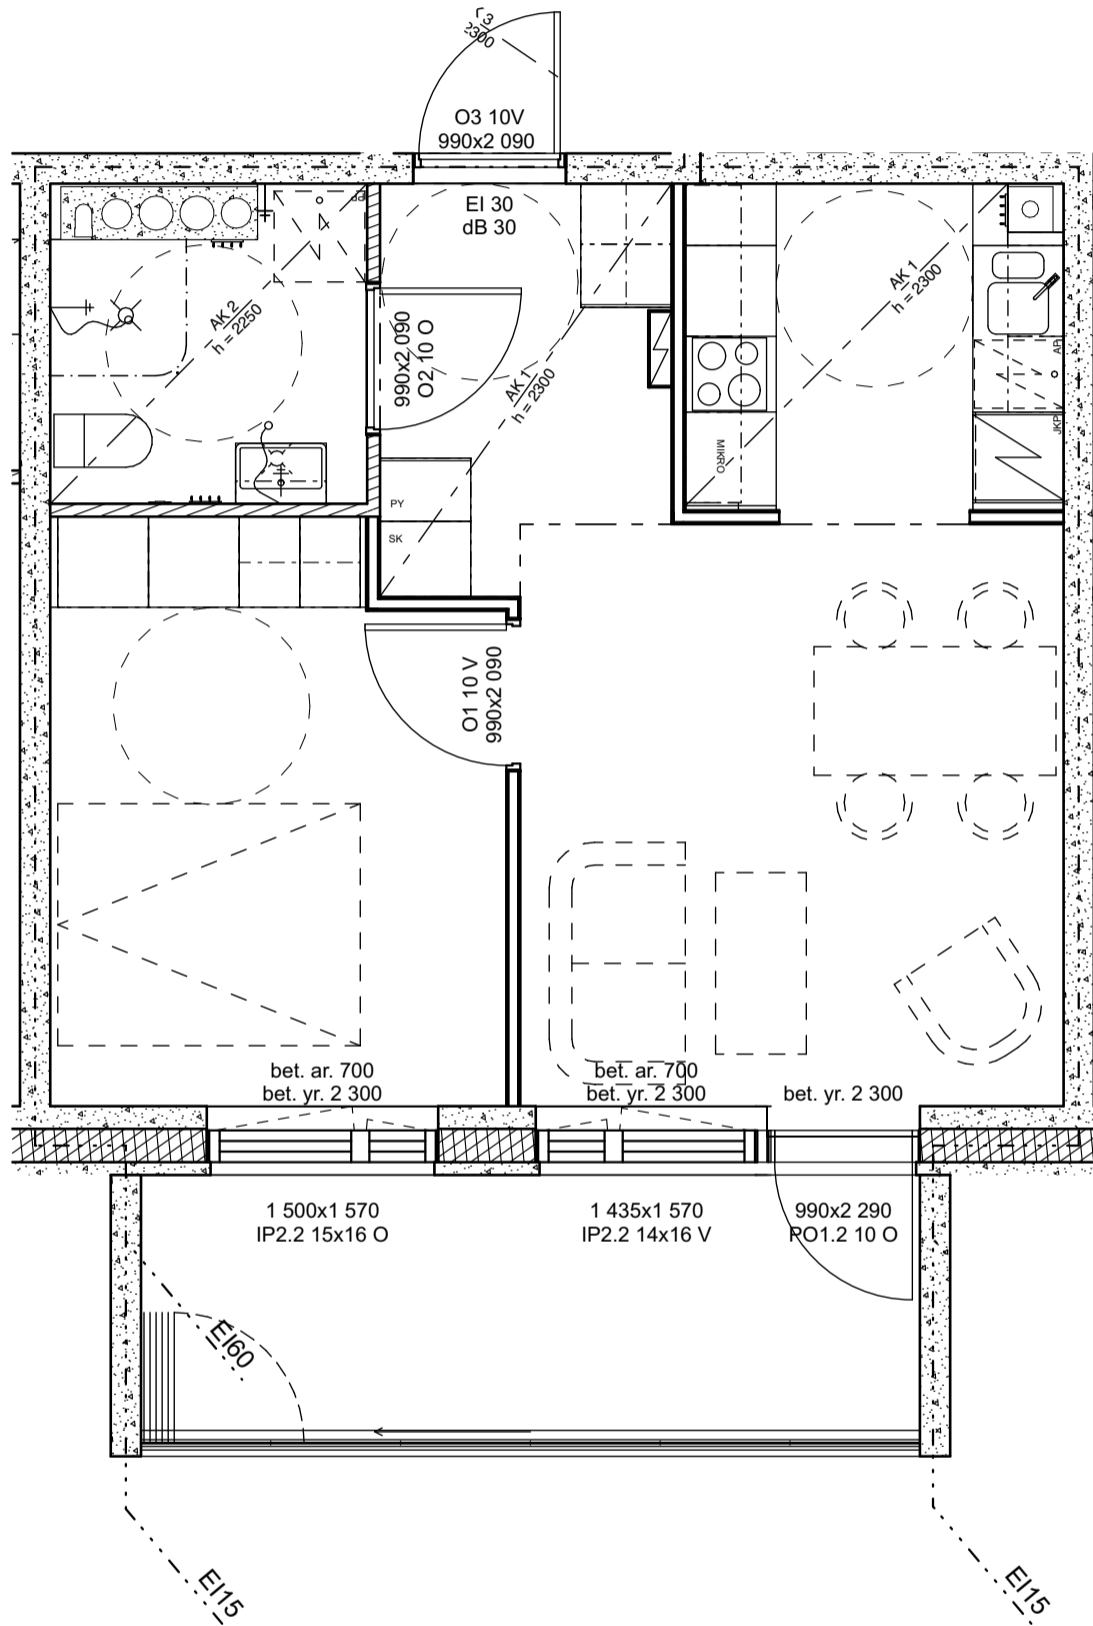 2300
O3 10V
990x2 090
EI 30
dB 30
AK 2
h = 2250
990x2 090
O2 10 O
AK 1
h = 2300
AK 1
h = 2300
AP
JKP
MIKRO
PY
SK
O1 10 V
990x2 090
bet. ar. 700
bet. yr. 2 300
bet. ar. 700
bet. yr. 2 300
bet. yr. 2 300
1 500x1 570
IP2.2 15x16 O
1 435x1 570
IP2.2 14x16 V
990x2 290
PO1.2 10 O
EI60
EI15
EI15